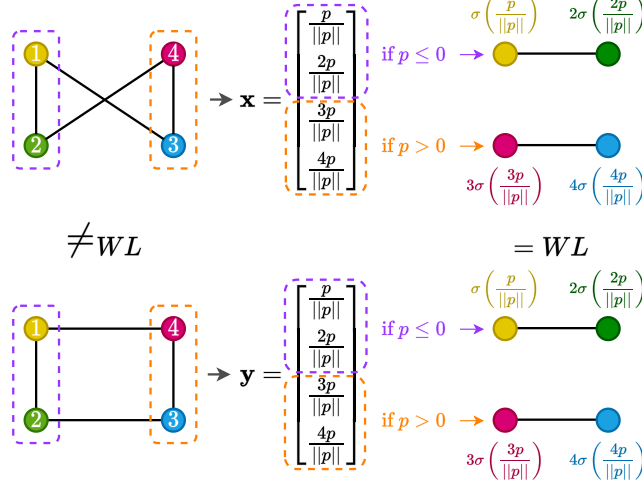 σ(p/||p||) 2σ(2p/||p||)
1 4 → x = [p/||p|| 2p/||p|| 3p/||p|| 4p/||p||] if p ≤ 0 →
2 3 if p > 0 →
3σ(3p/||p||) 4σ(4p/||p||)
≠WL = WL
σ(p/||p||) 2σ(2p/||p||)
1 4 → y = [p/||p|| 2p/||p|| 3p/||p|| 4p/||p||] if p ≤ 0 →
2 3 if p > 0 →
3σ(3p/||p||) 4σ(4p/||p||)